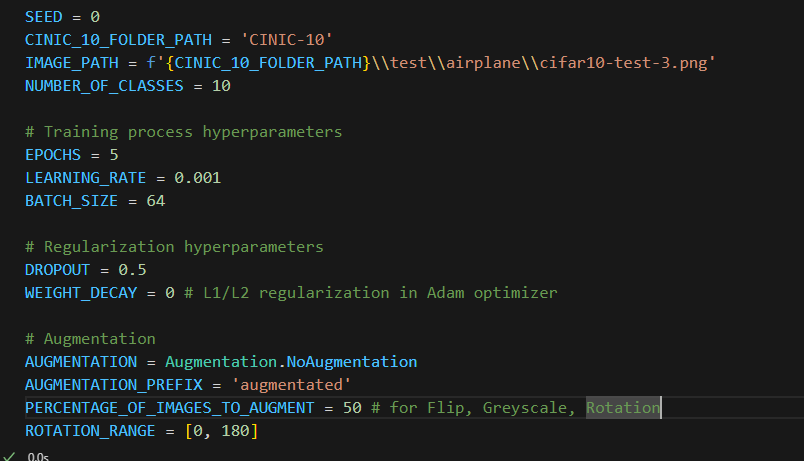 SEED = 0
CINIC_10_FOLDER_PATH = 'CINIC-10'
IMAGE_PATH = f'{CINIC_10_FOLDER_PATH}\\test\\airplane\\cifar10-test-3.png'
NUMBER_OF_CLASSES = 10
# Training process hyperparameters
EPOCHS = 5
LEARNING_RATE = 0.001
BATCH_SIZE = 64
# Regularization hyperparameters
DROPOUT = 0.5
WEIGHT_DECAY = 0 # L1/L2 regularization in Adam optimizer
# Augmentation
AUGMENTATION = Augmentation.NoAugmentation
AUGMENTATION_PREFIX = 'augmentated'
PERCENTAGE_OF_IMAGES_TO_AUGMENT = 50 # for Flip, Greyscale, Rotation
ROTATION_RANGE = [0, 180]
0.0s